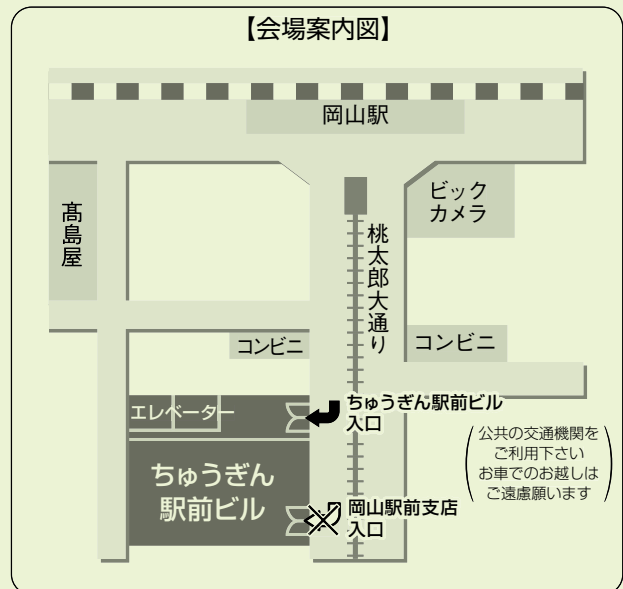 【会場案内図】
岡山駅
髙島屋
ビック
カメラ
桃太郎大通り
コンビニ
コンビニ
エレベーター
ちゅうぎん駅前ビル
入口
公共の交通機関を
ご利用下さい
お車でのお越しは
ご遠慮願います
ちゅうぎん
駅前ビル
岡山駅前支店
入口